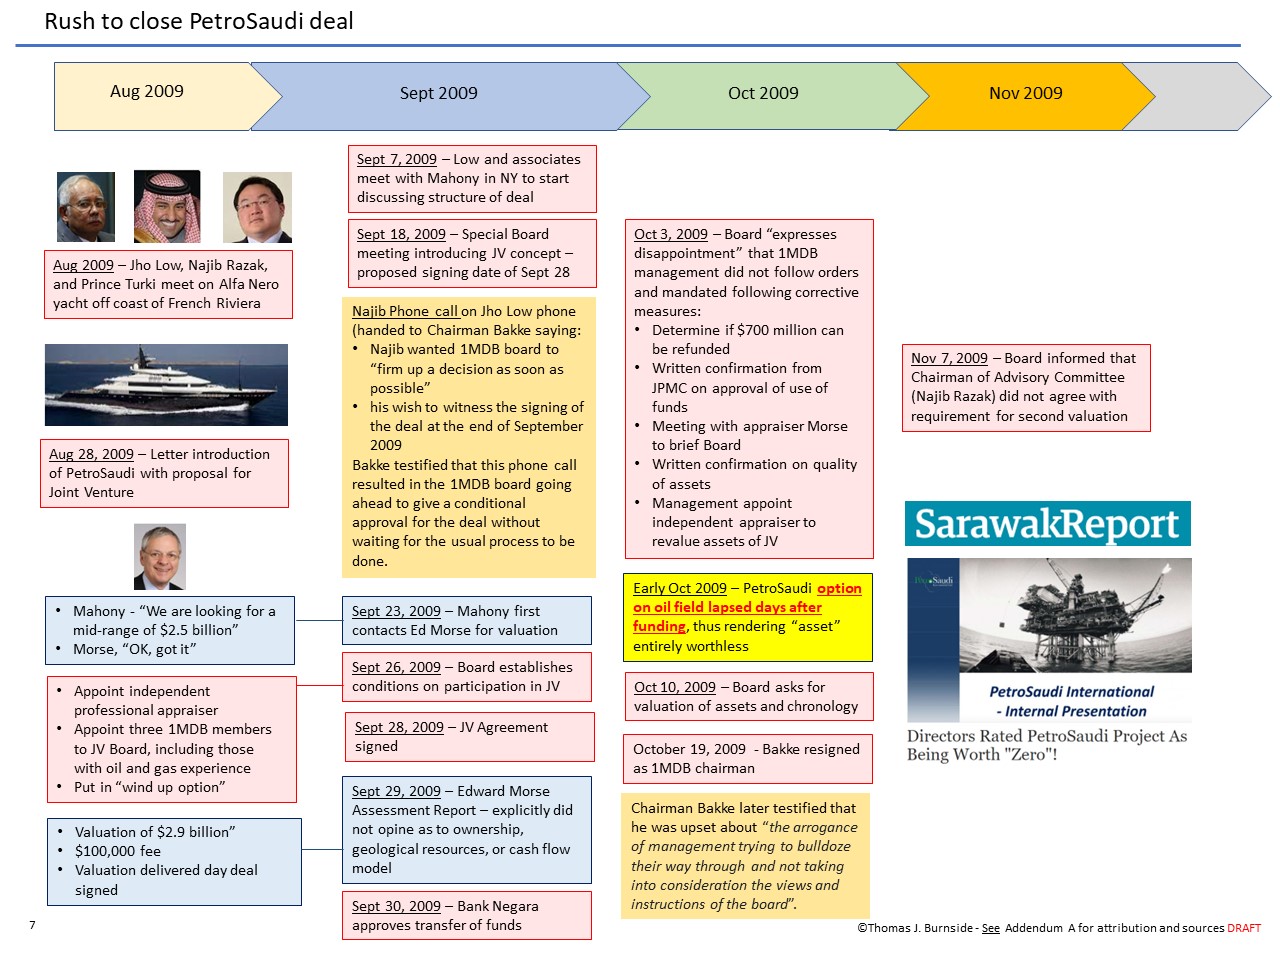 Rush to close PetroSaudi deal
Aug 2009
Sept 2009
Oct 2009
Nov 2009
Aug 2009 – Jho Low, Najib Razak,
and Prince Turki meet on Alfa Nero
yacht off coast of French Riviera
Aug 28, 2009 – Letter introduction
of PetroSaudi with proposal for
Joint Venture
• Mahony - “We are looking for a
mid-range of $2.5 billion”
• Morse, “OK, got it”
• Appoint independent
professional appraiser
• Appoint three 1MDB members
to JV Board, including those
with oil and gas experience
• Put in “wind up option”
• Valuation of $2.9 billion”
• $100,000 fee
• Valuation delivered day deal
signed
Sept 7, 2009 – Low and associates
meet with Mahony in NY to start
discussing structure of deal
Sept 18, 2009 – Special Board
meeting introducing JV concept –
proposed signing date of Sept 28
Najib Phone call on Jho Low phone
(handed to Chairman Bakke saying:
• Najib wanted 1MDB board to
“firm up a decision as soon as
possible”
• his wish to witness the signing of
the deal at the end of September
2009
Bakke testified that this phone call
resulted in the 1MDB board going
ahead to give a conditional
approval for the deal without
waiting for the usual process to be
done.
Sept 23, 2009 – Mahony first
contacts Ed Morse for valuation
Sept 26, 2009 – Board establishes
conditions on participation in JV
Sept 28, 2009 – JV Agreement
signed
Sept 29, 2009 – Edward Morse
Assessment Report – explicitly did
not opine as to ownership,
geological resources, or cash flow
model
Sept 30, 2009 – Bank Negara
approves transfer of funds
Oct 3, 2009 – Board “expresses
disappointment” that 1MDB
management did not follow orders
and mandated following corrective
measures:
• Determine if $700 million can
be refunded
• Written confirmation from
JPMC on approval of use of
funds
• Meeting with appraiser Morse
to brief Board
• Written confirmation on quality
of assets
• Management appoint
independent appraiser to
revalue assets of JV
Early Oct 2009 – PetroSaudi option
on oil field lapsed days after
funding, thus rendering “asset”
entirely worthless
Oct 10, 2009 – Board asks for
valuation of assets and chronology
October 19, 2009  - Bakke resigned
as 1MDB chairman
Chairman Bakke later testified that
he was upset about “the arrogance
of management trying to bulldoze
their way through and not taking
into consideration the views and
instructions of the board”.
Nov 7, 2009 – Board informed that
Chairman of Advisory Committee
(Najib Razak) did not agree with
requirement for second valuation
SarawakReport
PetroSaudi
PetroSaudi International
- Internal Presentation
Directors Rated PetroSaudi Project As
Being Worth "Zero"!
7
©Thomas J. Burnside - See Addendum A for attribution and sources DRAFT